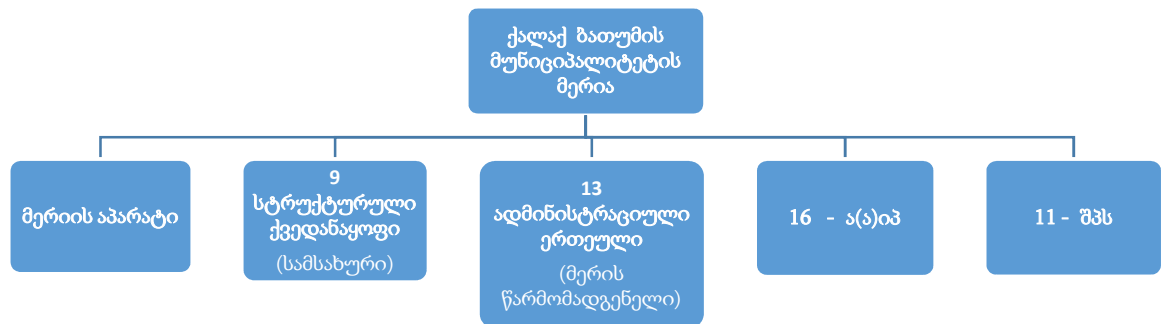 ქალაქ ბათუმის
მუნიციპალიტეტის
მერია
მერიის აპარატი
9
სტრუქტურული
ქვედანაყოფი
(სამსახური)
13
ადმინისტრაციული
ერთეული
(მერის
წარმომადგენელი)
16 - ა(ა)იპ
11 - შპს